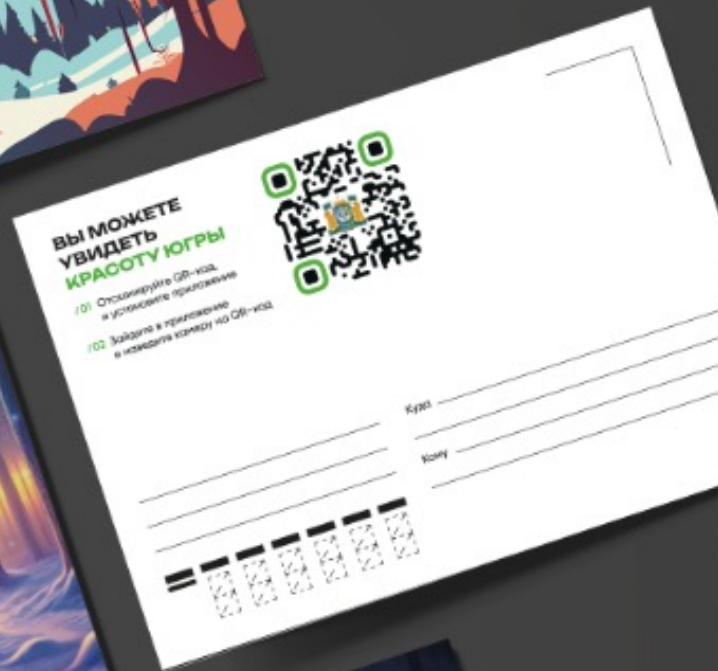 ВЫ МОЖЕТЕ
УВИДЕТЬ
КРАСОТУ ЮГРЫ
/01 Отсканируйте QR-код,
и установите приложение
/02 Зайдите в приложение
и наведите камеру на QR-код
Куда
Кому